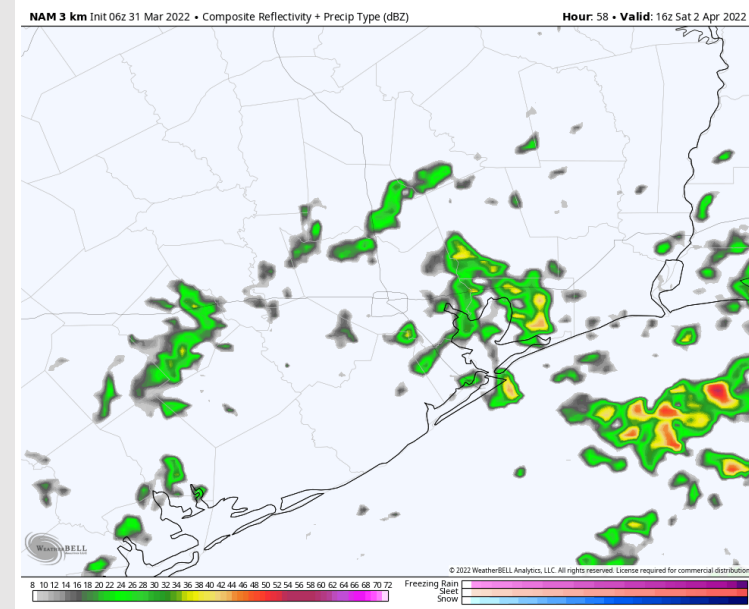 NAM 3 km Init 06z 31 Mar 2022 • Composite Reflectivity + Precip Type (dBZ)
Hour: 58 • Valid: 16z Sat 2 Apr 2022
WEATHERBELL
© 2022 WeatherBELL Analytics, LLC. All rights reserved. License required for commercial distribution
8 10 12 14 16 18 20 22 24 26 28 30 32 34 36 38 40 42 44 46 48 50 52 54 56 58 60 62 64 66 68 70 72
Freezing Rain
Sleet
Snow